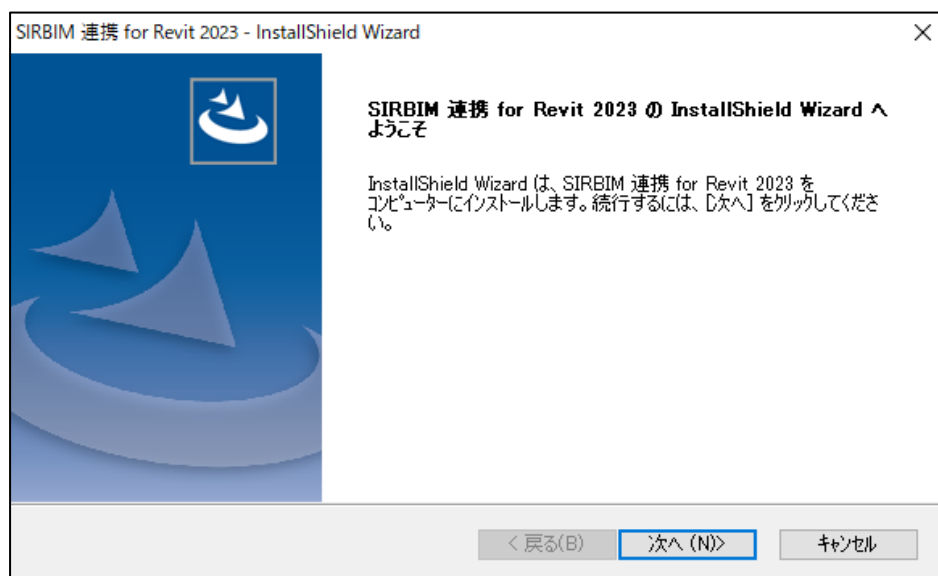 SIRBIM 連携 for Revit 2023 - InstallShield Wizard
SIRBIM 連携 for Revit 2023 の InstallShield Wizard へ
ようこそ
InstallShield Wizard は、SIRBIM 連携 for Revit 2023 を
コンピューターにインストールします。続行するには、[次へ] をクリックしてくださ
い。
< 戻る(B)
次へ (N)>
キャンセル